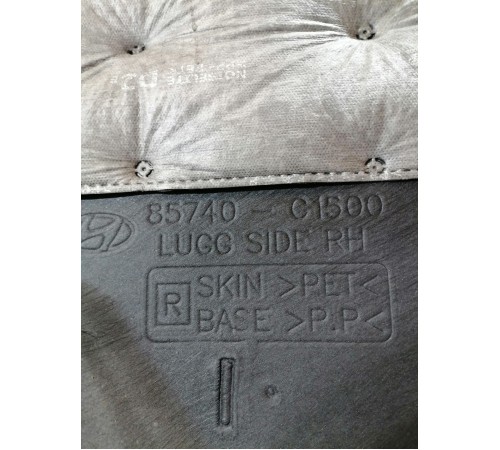 85740 - C1500
LUGG SIDE RH
R
SKIN >PET<
BASE >P.P<